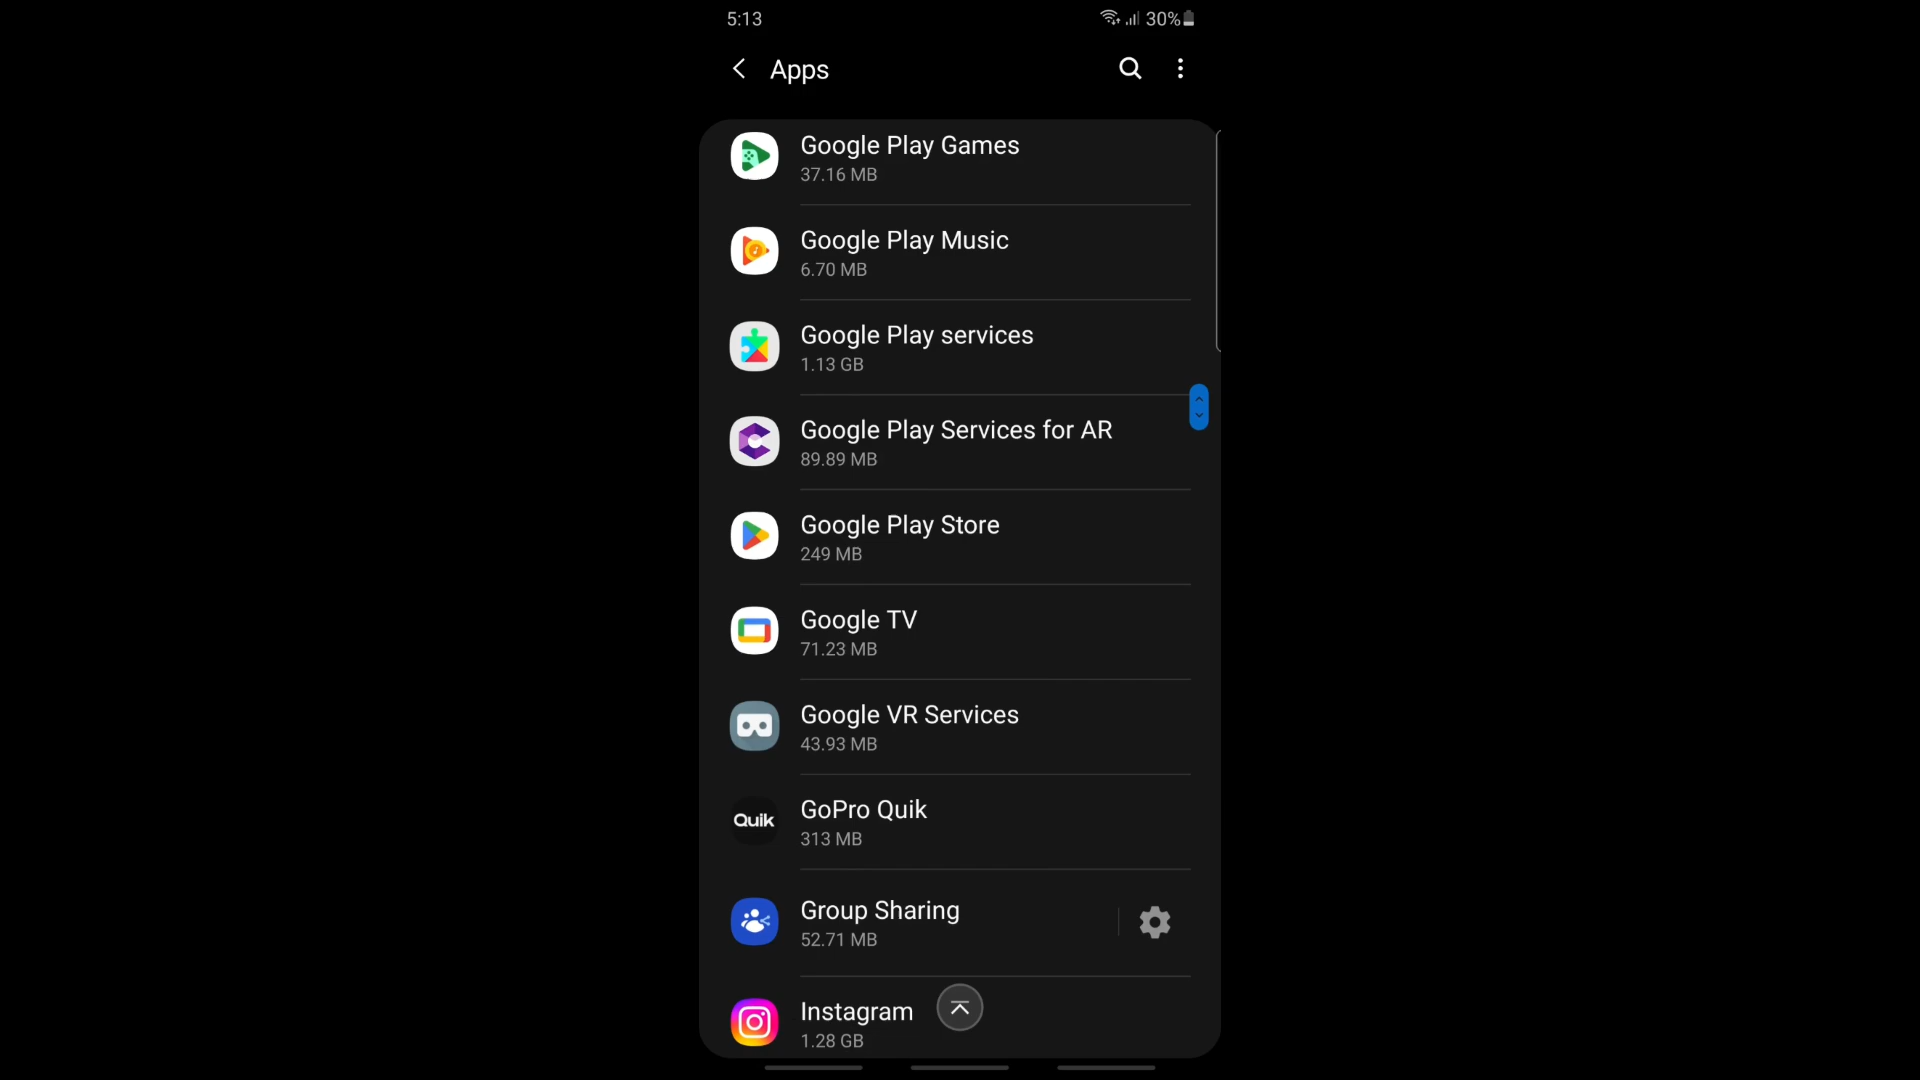 5:13
30%
Apps
Google Play Games
37.16 MB
Google Play Music
6.70 MB
Google Play services
1.13 GB
Google Play Services for AR
89.89 MB
Google Play Store
249 MB
Google TV
71.23 MB
Google VR Services
43.93 MB
Quik
GoPro Quik
313 MB
Group Sharing
52.71 MB
Instagram
1.28 GB